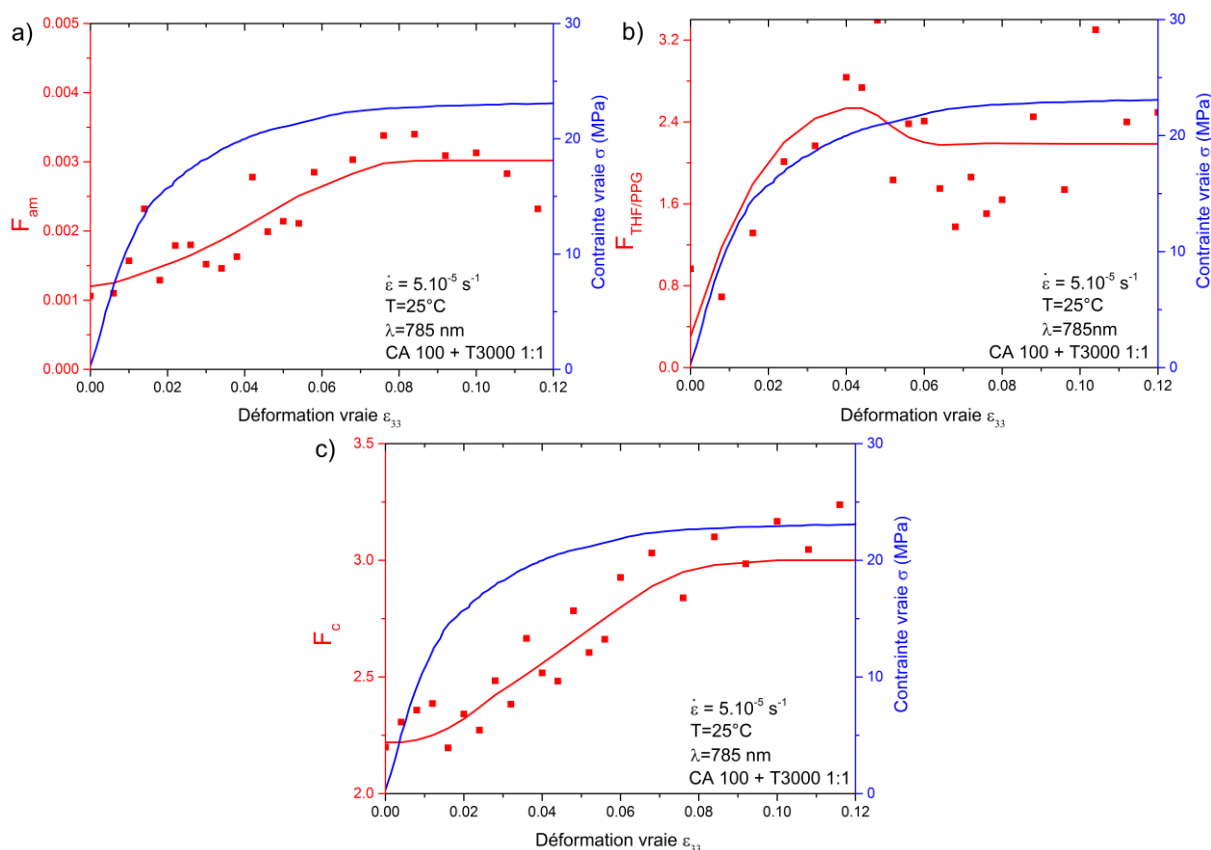 a)
0.005
0.004
0.003
0.002
0.001
0.000
F_am
30
20
10
0
Contrainte vraie σ (MPa)
ε̇ = 5.10⁻⁵ s⁻¹
T=25°C
λ=785 nm
CA 100 + T3000 1:1
0.00 0.02 0.04 0.06 0.08 0.10 0.12
Déformation vraie ε₃₃
b)
3.2
2.4
1.6
0.8
0.0
F_THF/PPG
30
20
10
0
Contrainte vraie σ (MPa)
ε̇ = 5.10⁻⁵ s⁻¹
T=25°C
λ=785nm
CA 100 + T3000 1:1
0.00 0.02 0.04 0.06 0.08 0.10 0.12
Déformation vraie ε₃₃
c)
3.5
3.0
2.5
2.0
F_c
30
20
10
0
Contrainte vraie σ (MPa)
ε̇ = 5.10⁻⁵ s⁻¹
T=25°C
λ=785 nm
CA 100 + T3000 1:1
0.00 0.02 0.04 0.06 0.08 0.10 0.12
Déformation vraie ε₃₃